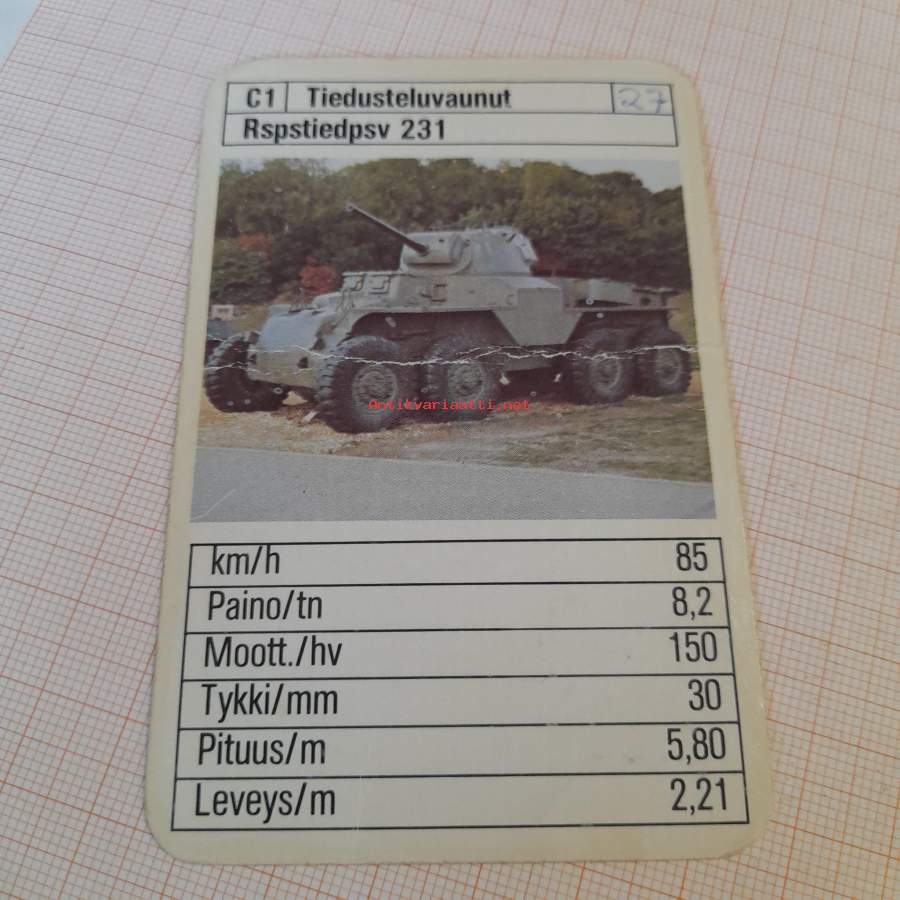 C1 Tiedusteluvaunut 27
Rspstiedpsv 231
Antikvariaatti.net
km/h 85
Paino/tn 8,2
Moott./hv 150
Tykki/mm 30
Pituus/m 5,80
Leveys/m 2,21